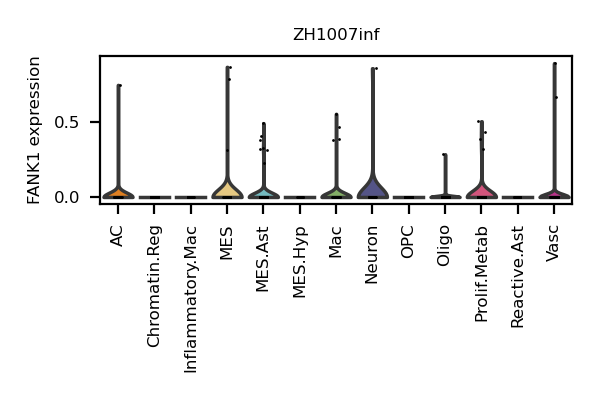 ZH1007inf
FANK1 expression
0.5
0.0
AC
Chromatin.Reg
Inflammatory.Mac
MES
MES.Ast
MES.Hyp
Mac
Neuron
OPC
Oligo
Prolif.Metab
Reactive.Ast
Vasc